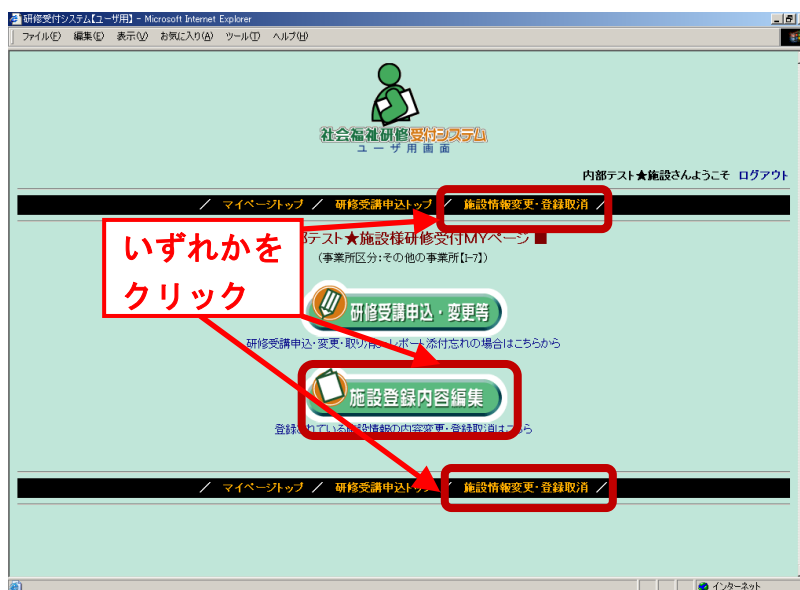 研修受付システム【ユーザ用】 - Microsoft Internet Explorer
ファイル(F) 編集(E) 表示(V) お気に入り(A) ツール(T) ヘルプ(H)
社会福祉研修受付システム
ユーザ用画面
内部テスト★施設さんようこそ ログアウト
/ マイページトップ / 研修受講申込トップ / 施設情報変更・登録取消 /
テスト★施設様研修受付MYページ ■
(事業所区分:その他の事業所【I-7】)
いずれかを
クリック
研修受講申込・変更等
研修受講申込・変更・取り消し・レポート添付忘れの場合はこちらから
施設登録内容編集
登録されている施設情報の内容変更・登録取消はこちら
/ マイページトップ / 研修受講申込トップ / 施設情報変更・登録取消 /
インターネット